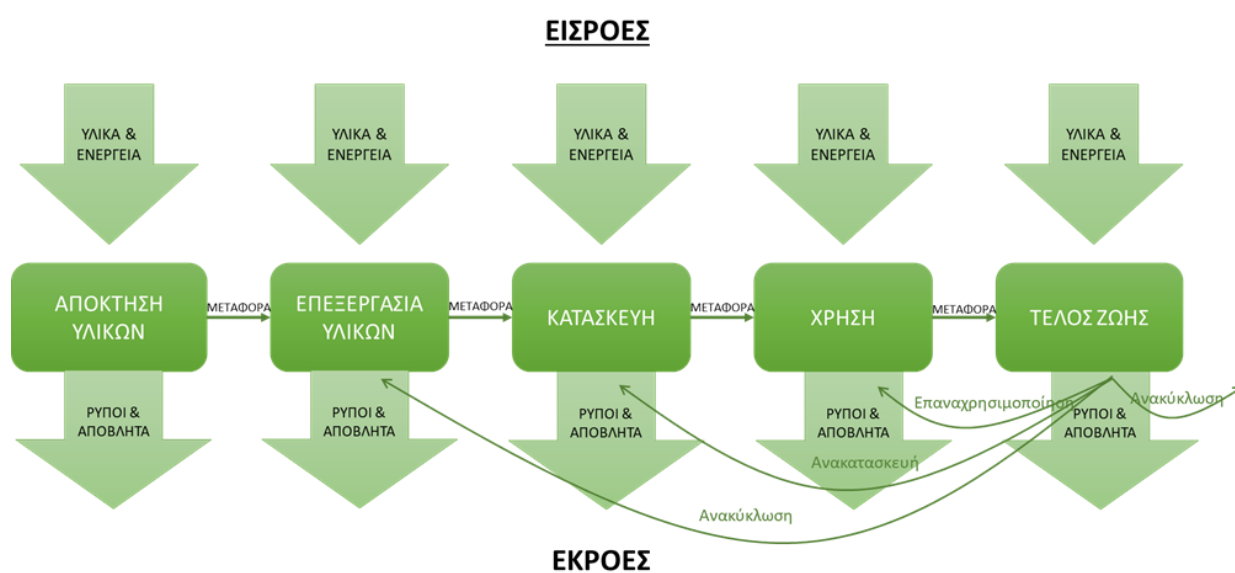 ΕΙΣΡΟΕΣ
ΥΛΙΚΑ &
ΕΝΕΡΓΕΙΑ
ΥΛΙΚΑ &
ΕΝΕΡΓΕΙΑ
ΥΛΙΚΑ &
ΕΝΕΡΓΕΙΑ
ΥΛΙΚΑ &
ΕΝΕΡΓΕΙΑ
ΥΛΙΚΑ &
ΕΝΕΡΓΕΙΑ
ΑΠΟΚΤΗΣΗ
ΥΛΙΚΩΝ
ΜΕΤΑΦΟΡΑ
ΕΠΕΞΕΡΓΑΣΙΑ
ΥΛΙΚΩΝ
ΜΕΤΑΦΟΡΑ
ΚΑΤΑΣΚΕΥΗ
ΜΕΤΑΦΟΡΑ
ΧΡΗΣΗ
ΜΕΤΑΦΟΡΑ
ΤΕΛΟΣ ΖΩΗΣ
ΡΥΠΟΙ &
ΑΠΟΒΛΗΤΑ
ΡΥΠΟΙ &
ΑΠΟΒΛΗΤΑ
ΡΥΠΟΙ &
ΑΠΟΒΛΗΤΑ
ΡΥΠΟΙ &
ΑΠΟΒΛΗΤΑ
ΡΥΠΟΙ &
ΑΠΟΒΛΗΤΑ
Επαναχρησιμοποίηση
Ανακύκλωση
Ανακατασκευή
Ανακύκλωση
ΕΚΡΟΕΣ